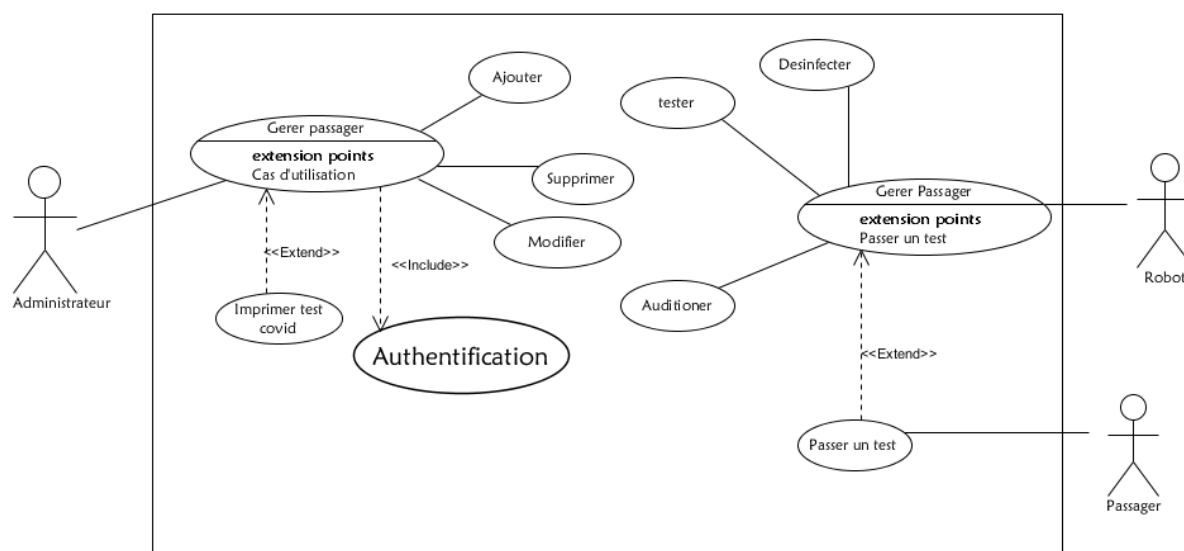 Desinfecter
Ajouter
tester
Gerer passager
extension points
Cas d'utilisation
Supprimer
Gerer Passager
extension points
Passer un test
Modifier
<<Extend>>
<<Include>>
Administrateur
Robot
Imprimer test
covid
Auditioner
Authentification
<<Extend>>
Passer un test
Passager